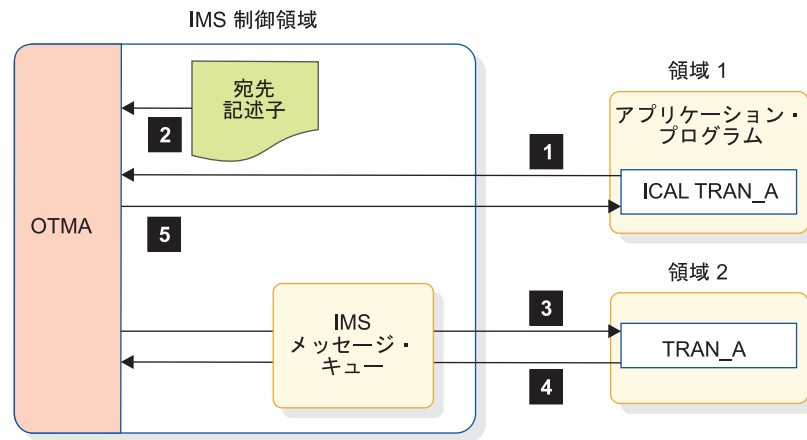 IMS 制御領域
宛先
記述子
2
領域 1
アプリケーション・
プログラム
1
ICAL TRAN_A
OTMA
5
領域 2
IMS
メッセージ・
キュー
3
TRAN_A
4